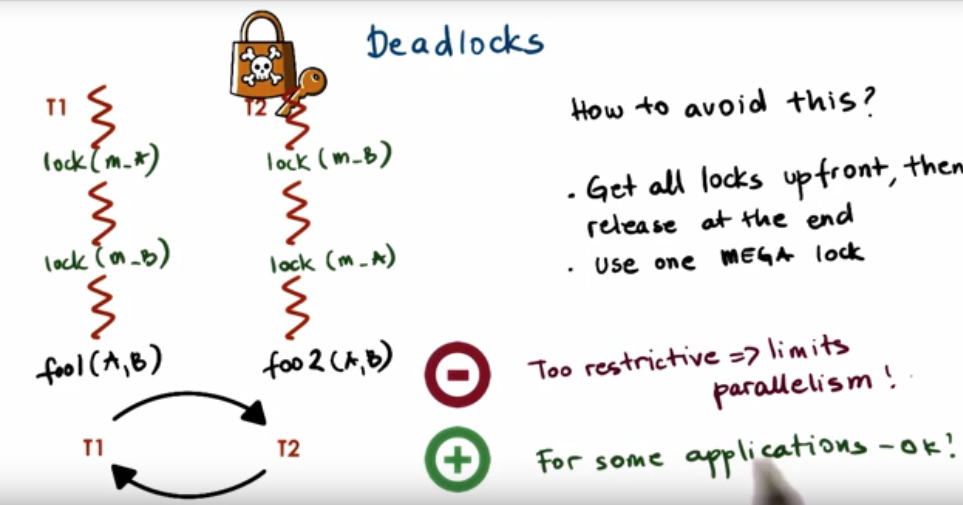 Deadlocks
T1
T2
lock(m_A)
lock(m_B)
lock(m_B)
lock(m_A)
foo1(A,B)
foo2(A,B)
T1
T2
How to avoid this?
. Get all locks upfront, then
release at the end
. Use one MEGA lock
Too restrictive => limits
parallelism!
For some applications - ok!